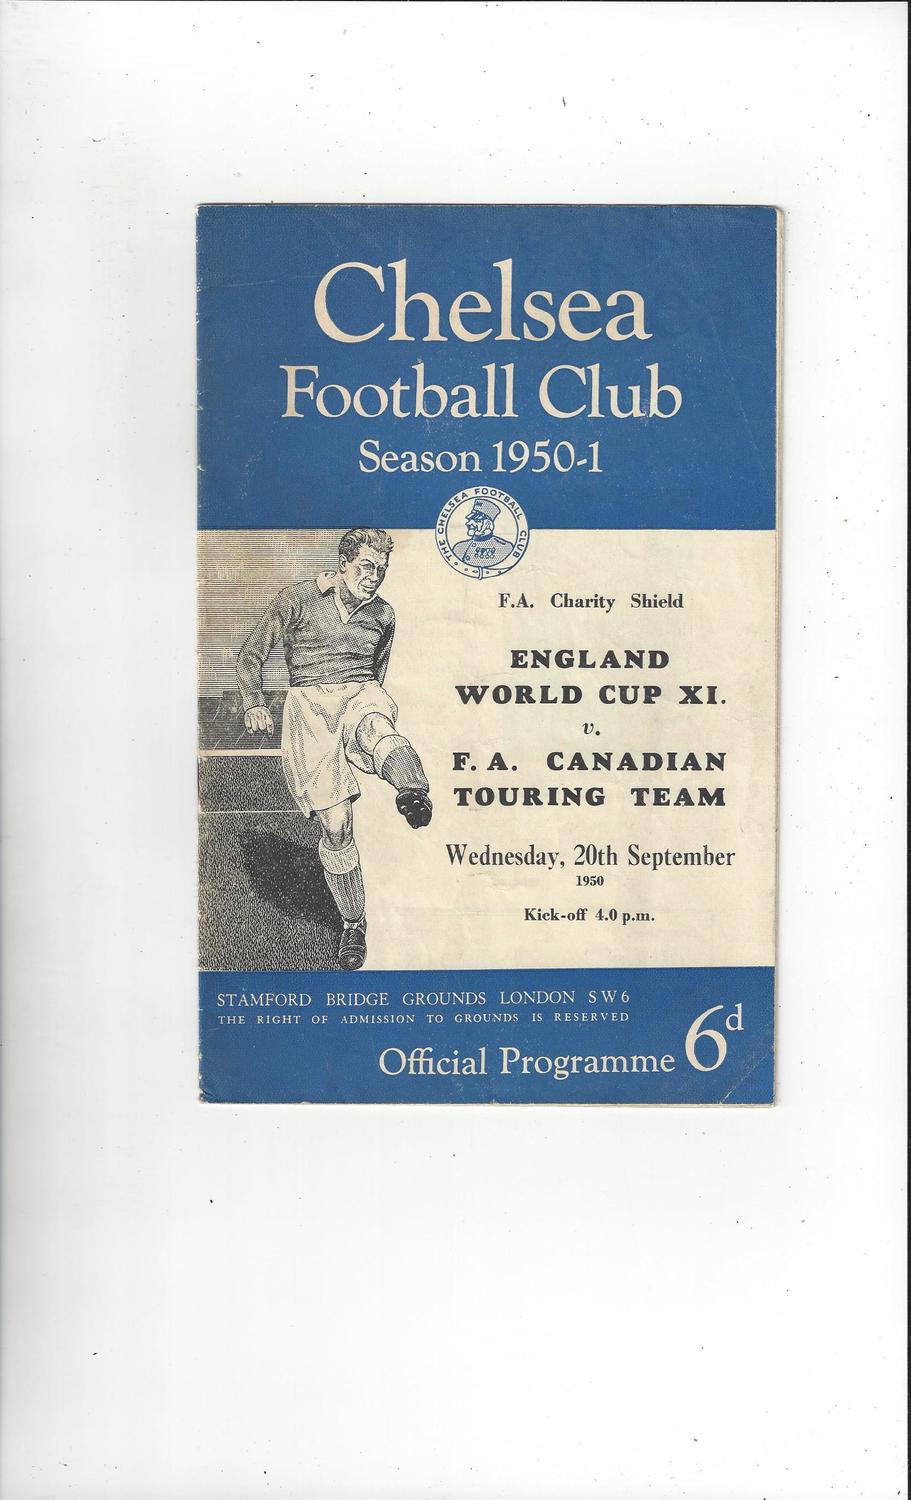 Chelsea
Football Club
Season 1950-1
THE CHELSEA FOOTBALL CLUB
F.A. Charity Shield
ENGLAND
WORLD CUP XI.
v.
F. A. CANADIAN
TOURING TEAM
Wednesday, 20th September
1950
Kick-off 4.0 p.m.
STAMFORD BRIDGE GROUNDS LONDON SW6
THE RIGHT OF ADMISSION TO GROUNDS IS RESERVED
Official Programme 6d